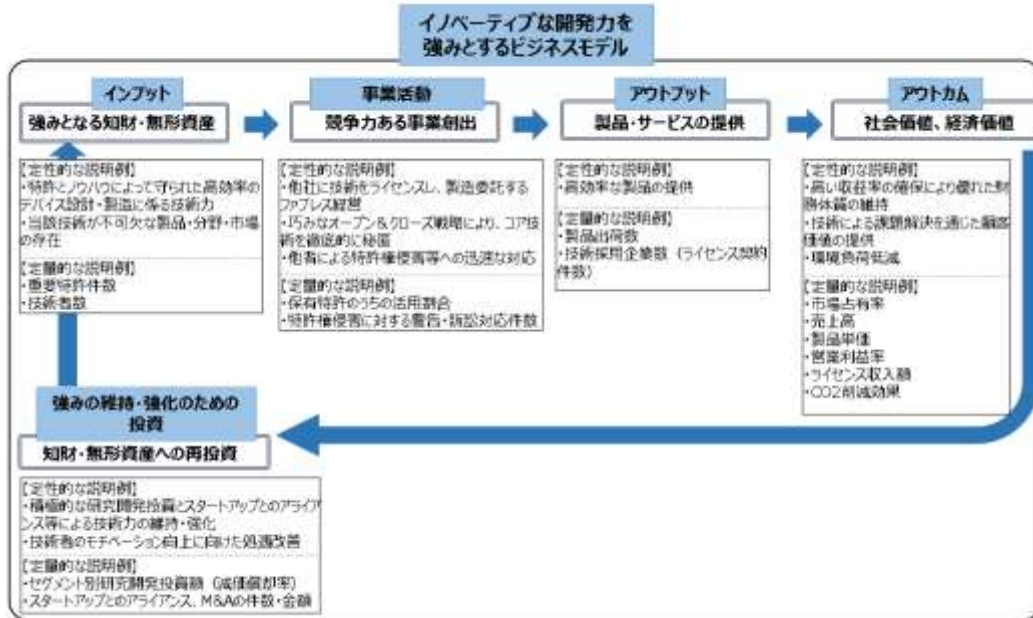 イノベーティブな開発力を
強みとするビジネスモデル
インプット
強みとなる知財・無形資産
【定性的な説明例】
・特許とノウハウによって守られた高効率の
デバイス設計・製造に係る技術力
・当該技術が不可欠な製品・分野・市場
の存在
【定量的な説明例】
・重要特許件数
・技術者数
事業活動
競争力ある事業創出
【定性的な説明例】
・他社に技術をライセンスし、製造委託する
ファブレス経営
・巧みなオープン&クローズ戦略により、コア技
術を徹底的に秘匿
・他者による特許権侵害等への迅速な対応
【定量的な説明例】
・保有特許のうちの活用割合
・特許権侵害に対する警告・訴訟対応件数
アウトプット
製品・サービスの提供
【定性的な説明例】
・高効率な製品の提供
【定量的な説明例】
・製品出荷数
・技術採用企業数（ライセンス契約
件数）
アウトカム
社会価値、経済価値
【定性的な説明例】
・高い収益率の確保により優れた財
務体質の維持
・技術による課題解決を通じた顧客
価値の提供
・環境負荷低減
【定量的な説明例】
・市場占有率
・売上高
・製品単価
・営業利益率
・ライセンス収入額
・CO2削減効果
強みの維持・強化のための
投資
知財・無形資産への再投資
【定性的な説明例】
・積極的な研究開発投資とスタートアップとのアライア
ンス等による技術力の維持・強化
・技術者のモチベーション向上に向けた処遇改善
【定量的な説明例】
・セグメント別研究開発投資額（減価償却率）
・スタートアップとのアライアンス、M&Aの件数・金額